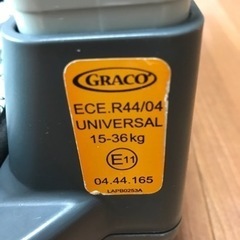 GRACO
ECE.R44/04
UNIVERSAL
15-36kg
E11
04.44.165
LAPB0253A